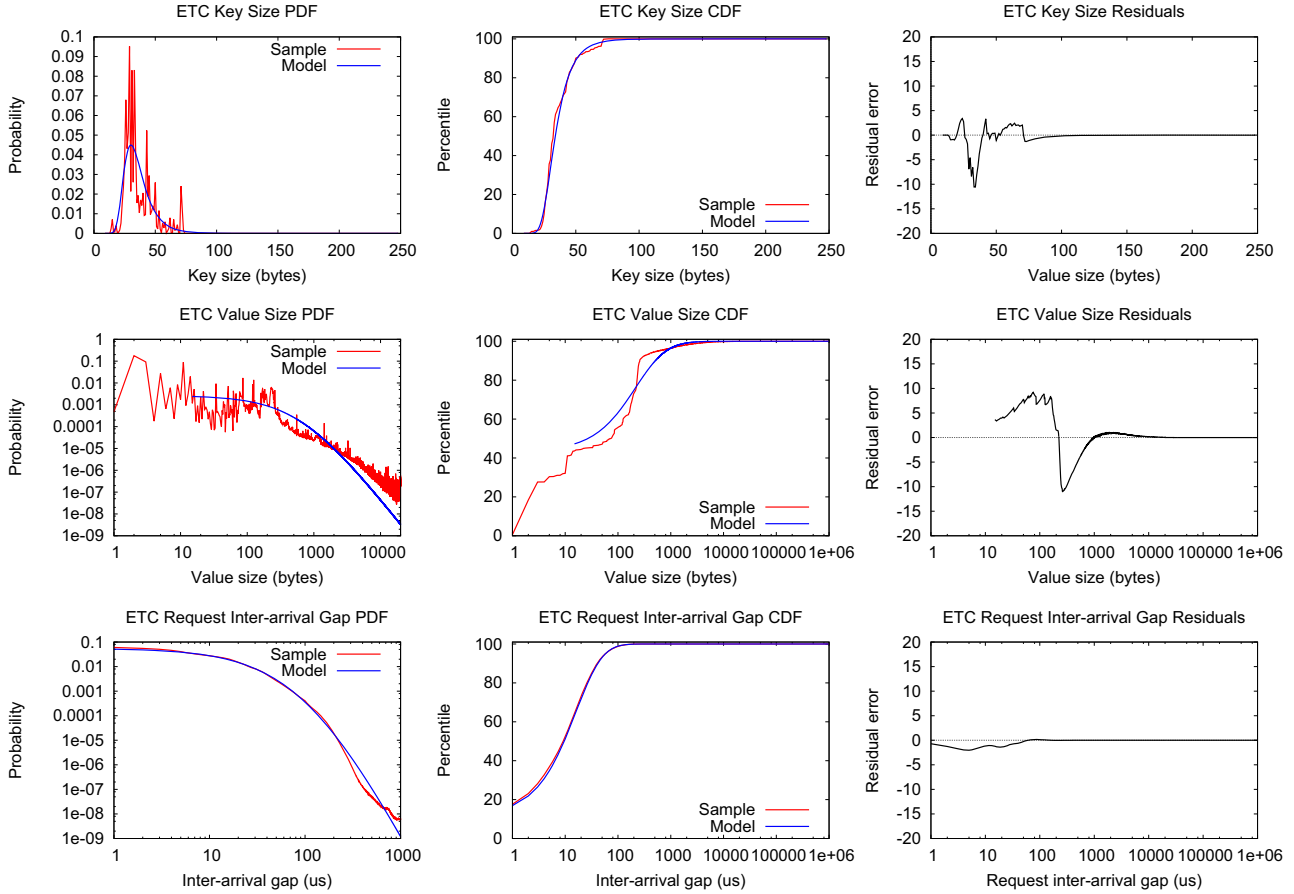 ETC Key Size PDF
0.1
0.09
0.08
0.07
0.06
0.05
0.04
0.03
0.02
0.01
0
Probability
Sample
Model
0 50 100 150 200 250
Key size (bytes)
ETC Key Size CDF
100
80
60
40
20
0
Percentile
Sample
Model
0 50 100 150 200 250
Key size (bytes)
ETC Key Size Residuals
20
15
10
5
0
-5
-10
-15
-20
Residual error
0 50 100 150 200 250
Value size (bytes)
ETC Value Size PDF
1
0.1
0.01
0.001
0.0001
1e-05
1e-06
1e-07
1e-08
1e-09
Probability
Sample
Model
1 10 100 1000 10000
Value size (bytes)
ETC Value Size CDF
100
80
60
40
20
0
Percentile
Sample
Model
1 10 100 1000 10000 100000 1e+06
Value size (bytes)
ETC Value Size Residuals
20
15
10
5
0
-5
-10
-15
-20
Residual error
1 10 100 1000 10000 100000 1e+06
Value size (bytes)
ETC Request Inter-arrival Gap PDF
0.1
0.01
0.001
0.0001
1e-05
1e-06
1e-07
1e-08
1e-09
Probability
Sample
Model
1 10 100 1000
Inter-arrival gap (us)
ETC Request Inter-arrival Gap CDF
100
80
60
40
20
0
Percentile
Sample
Model
1 10 100 1000 10000 100000 1e+06
Inter-arrival gap (us)
ETC Request Inter-arrival Gap Residuals
20
15
10
5
0
-5
-10
-15
-20
Residual error
1 10 100 1000 10000 100000 1e+06
Request inter-arrival gap (us)